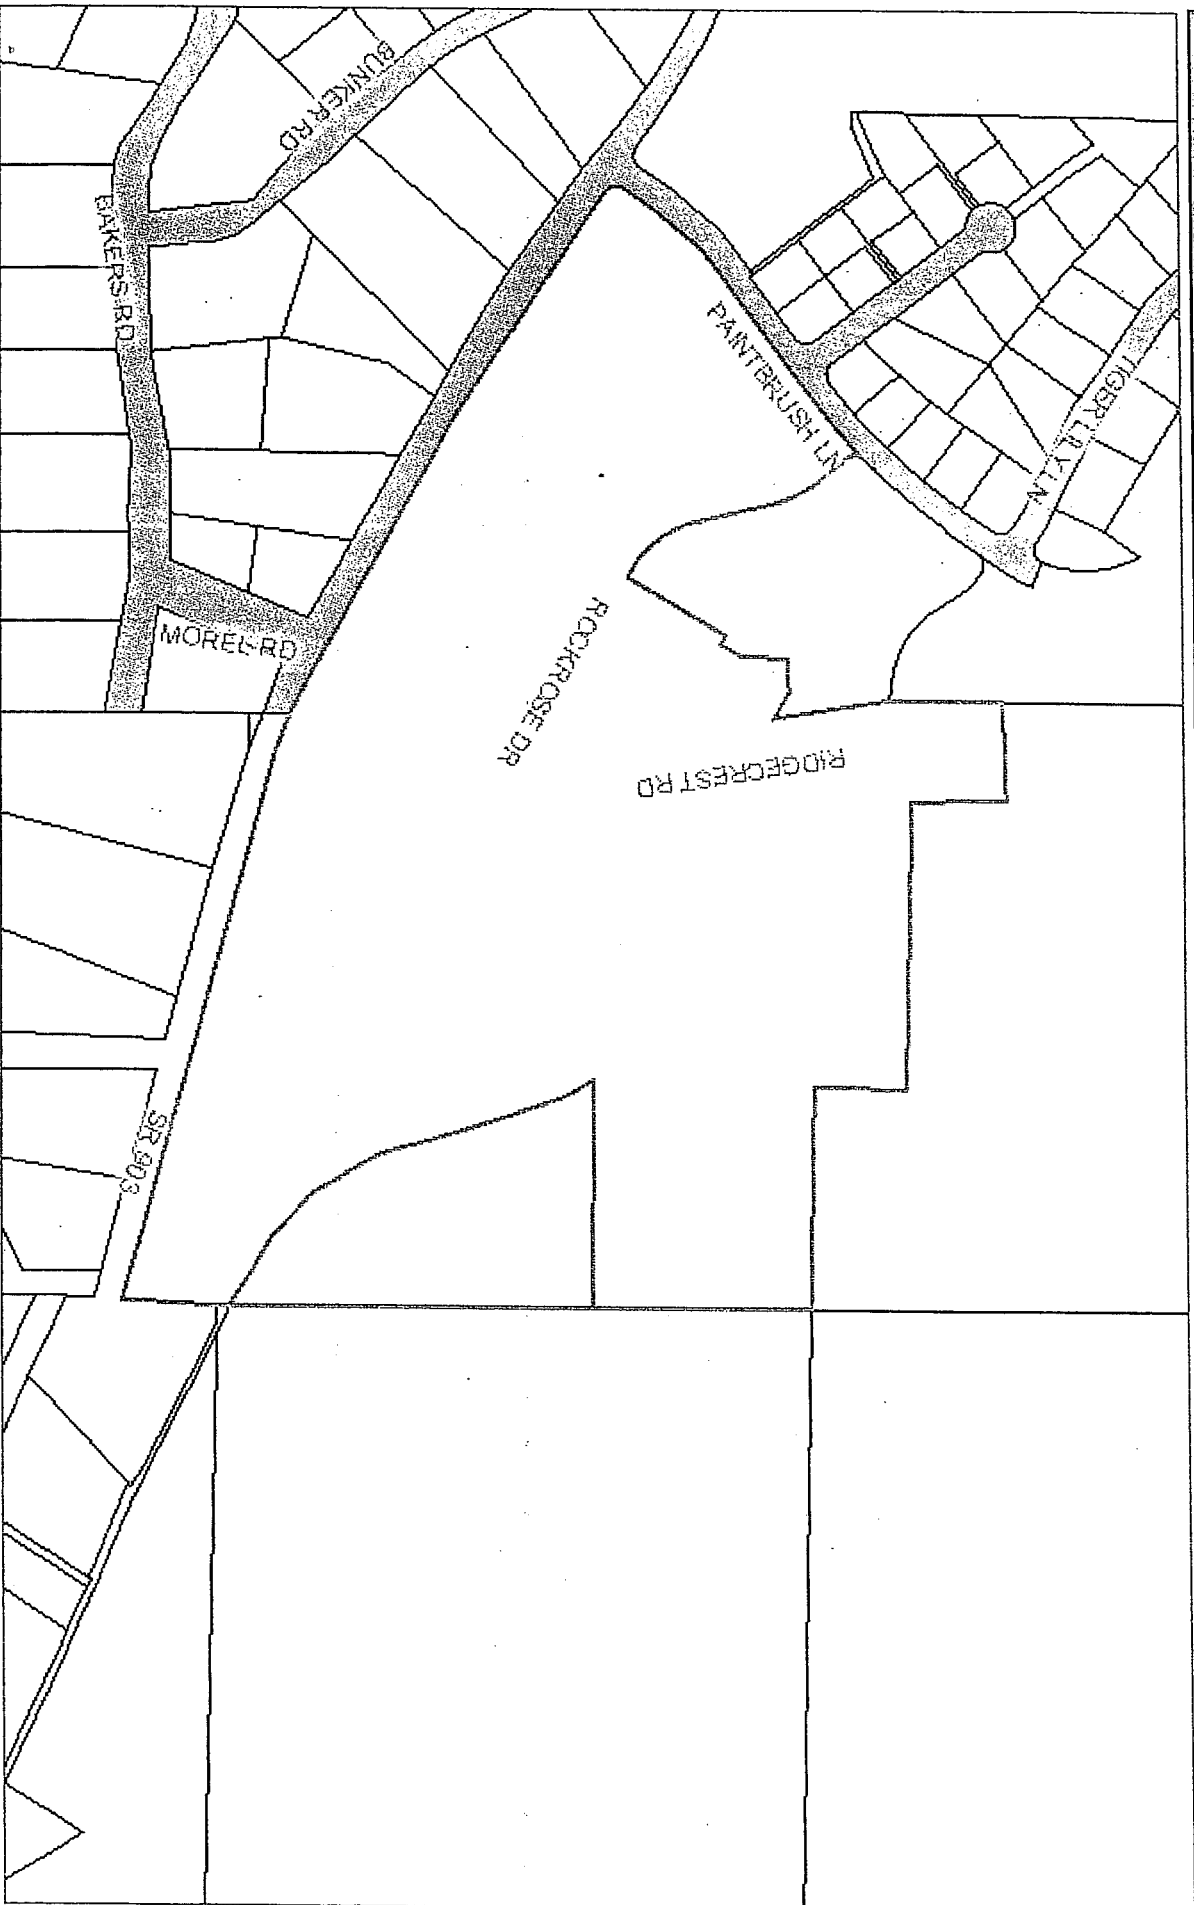 BUNKER RD
BAKERS RD
PAINTBRUSH LN
TIGER LILY LN
MOREL RD
ROCKROSE DR
RIDGECREST RD
SR 903